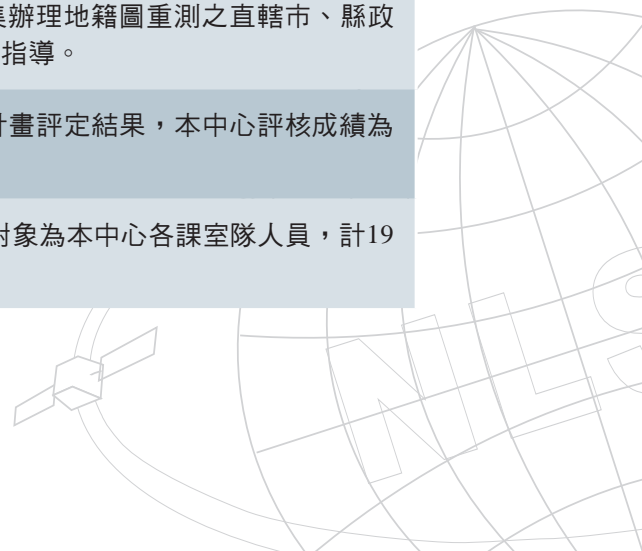 集辦理地籍圖重測之直轄市、縣政
指導。
計畫評定結果，本中心評核成績為
對象為本中心各課室隊人員，計19
NLS